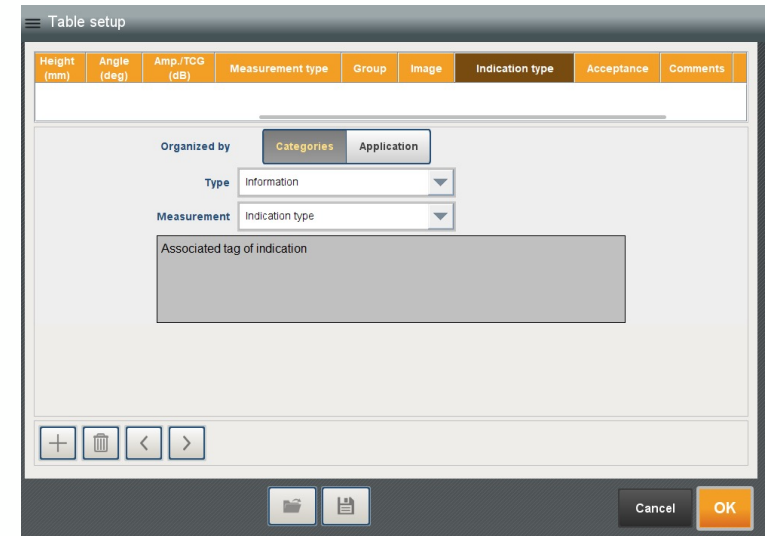 Table setup
Height (mm) Angle (deg) Amp./TCG (dB) Measurement type Group Image Indication type Acceptance Comments
Organized by Categories Application
Type Information
Measurement Indication type
Associated tag of indication
Cancel OK